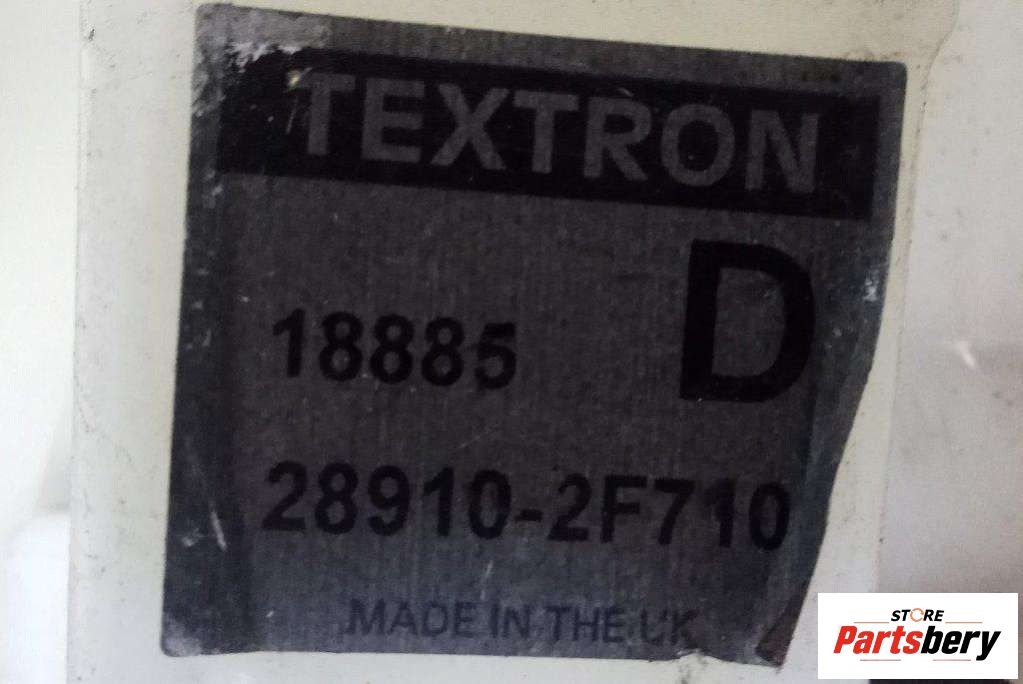 TEXTRON
D
18885
28910-2F710
MADE IN THE UK
STORE
Partsbery